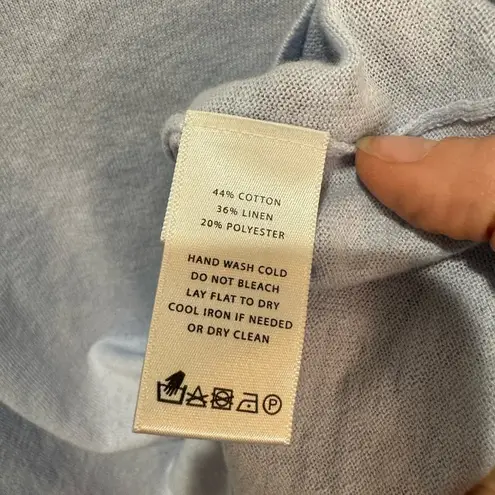 44% COTTON
36% LINEN
20% POLYESTER
HAND WASH COLD
DO NOT BLEACH
LAY FLAT TO DRY
COOL IRON IF NEEDED
OR DRY CLEAN
P